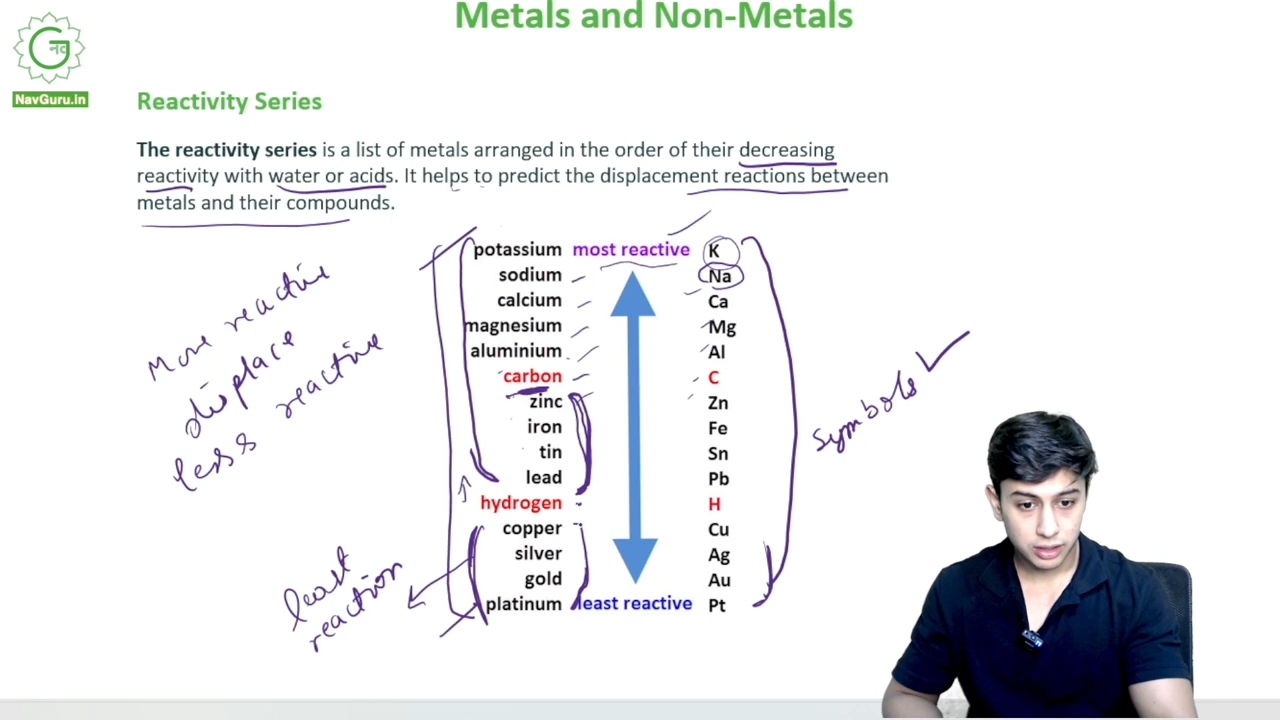 Metals and Non-Metals
नव
NavGuru.in
Reactivity Series
The reactivity series is a list of metals arranged in the order of their decreasing
reactivity with water or acids. It helps to predict the displacement reactions between
metals and their compounds.
potassium most reactive K
sodium Na
calcium Ca
magnesium Mg
aluminium Al
carbon C
zinc Zn
iron Fe
tin Sn
lead Pb
hydrogen H
copper Cu
silver Ag
gold Au
platinum least reactive Pt
More reactive
displace
less reactive
least
reaction
symbols